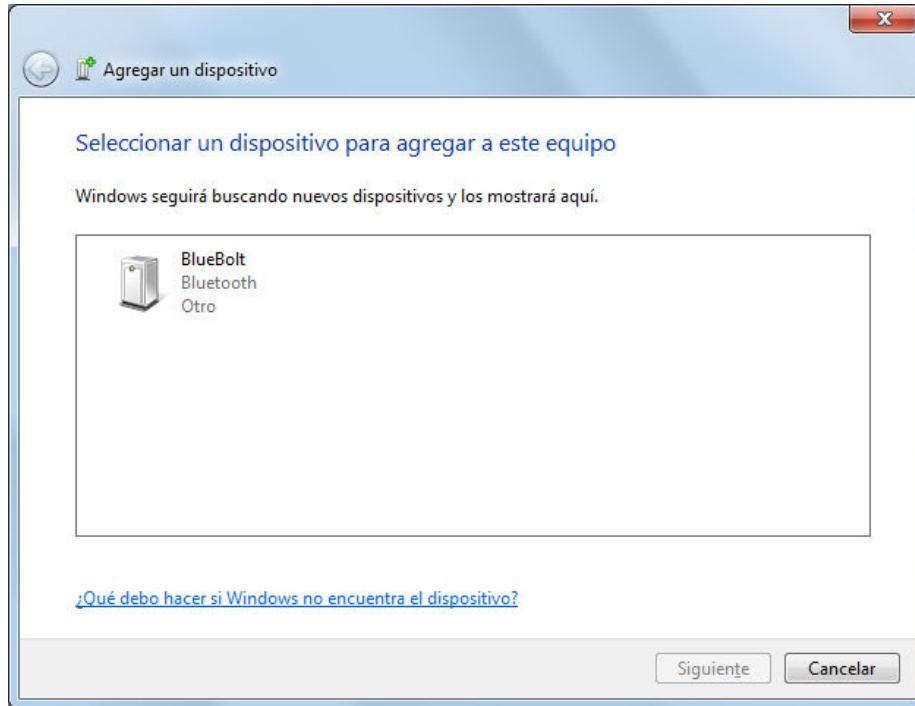 Agregar un dispositivo
Seleccionar un dispositivo para agregar a este equipo
Windows seguirá buscando nuevos dispositivos y los mostrará aquí.
BlueBolt
Bluetooth
Otro
¿Qué debo hacer si Windows no encuentra el dispositivo?
Siguiente Cancelar